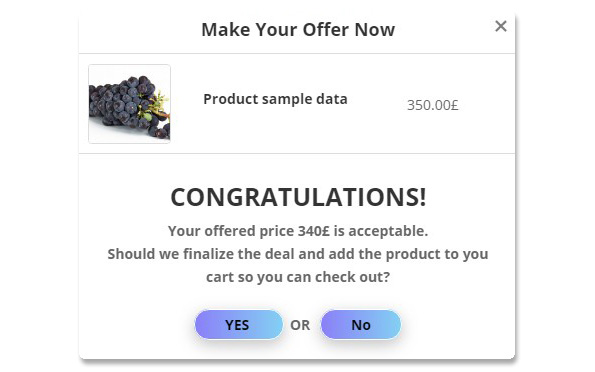 Make Your Offer Now
Product sample data
350.00£
CONGRATULATIONS!
Your offered price 340£ is acceptable.
Should we finalize the deal and add the product to you
cart so you can check out?
YES OR No